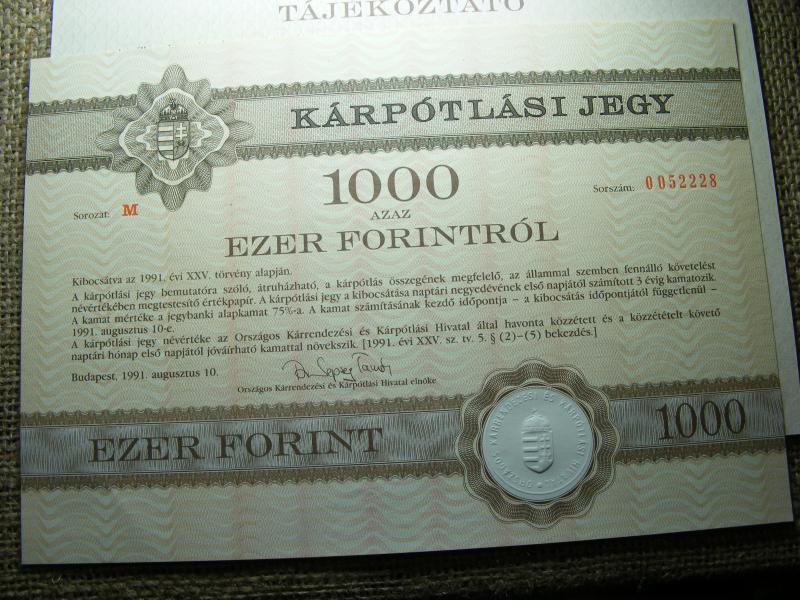 TÁJÉKOZTATÓ
KÁRPÓTLÁSI JEGY
1000
Sorozat: M
AZAZ
Sorszám: 0052228
EZER FORINTRÓL
Kibocsátva az 1991. évi XXV. törvény alapján.
A kárpótlási jegy bemutatóra szóló, átruházható, a kárpótlás összegének megfelelő, az állammal szemben fennálló követelést
névértékében megtestesítő értékpapír. A kárpótlási jegy a kibocsátása naptári negyedévének első napjától számított 3 évig kamatozik.
A kamat mértéke a jegybanki alapkamat 75%-a. A kamat számításának kezdő időpontja – a kibocsátás időpontjától függetlenül –
1991. augusztus 10-e.
A kárpótlási jegy névértéke az Országos Kárrendezési és Kárpótlási Hivatal által havonta közzétett és a közzétételt követő
naptári hónap első napjától jóváírható kamattal növekszik. [1991. évi XXV. sz. tv. 5. § (2)–(5) bekezdés.]
Budapest, 1991. augusztus 10.
Országos Kárrendezési és Kárpótlási Hivatal elnöke
EZER FORINT
1000
ORSZÁGOS KÁRRENDEZÉSI ÉS KÁRPÓTLÁSI HIVATAL